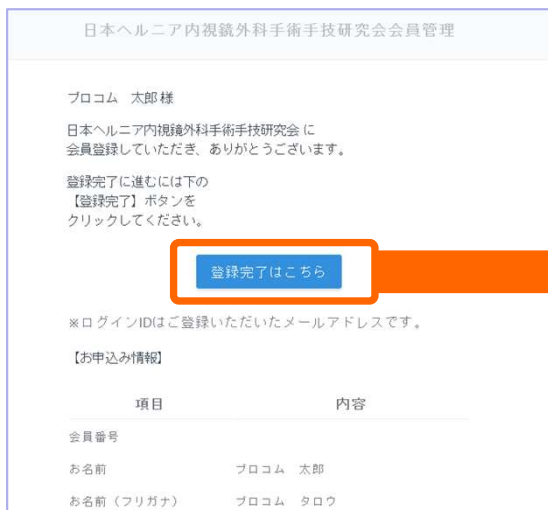 日本ヘルニア内視鏡外科手術手技研究会会員管理
プロコム　太郎様
日本ヘルニア内視鏡外科手術手技研究会 に
会員登録していただき、ありがとうございます。
登録完了に進むには下の
【登録完了】ボタンを
クリックしてください。
登録完了はこちら
※ログインIDはご登録いただいたメールアドレスです。
【お申込み情報】
項目 内容
会員番号
お名前 プロコム　太郎
お名前（フリガナ） プロコム　タロウ